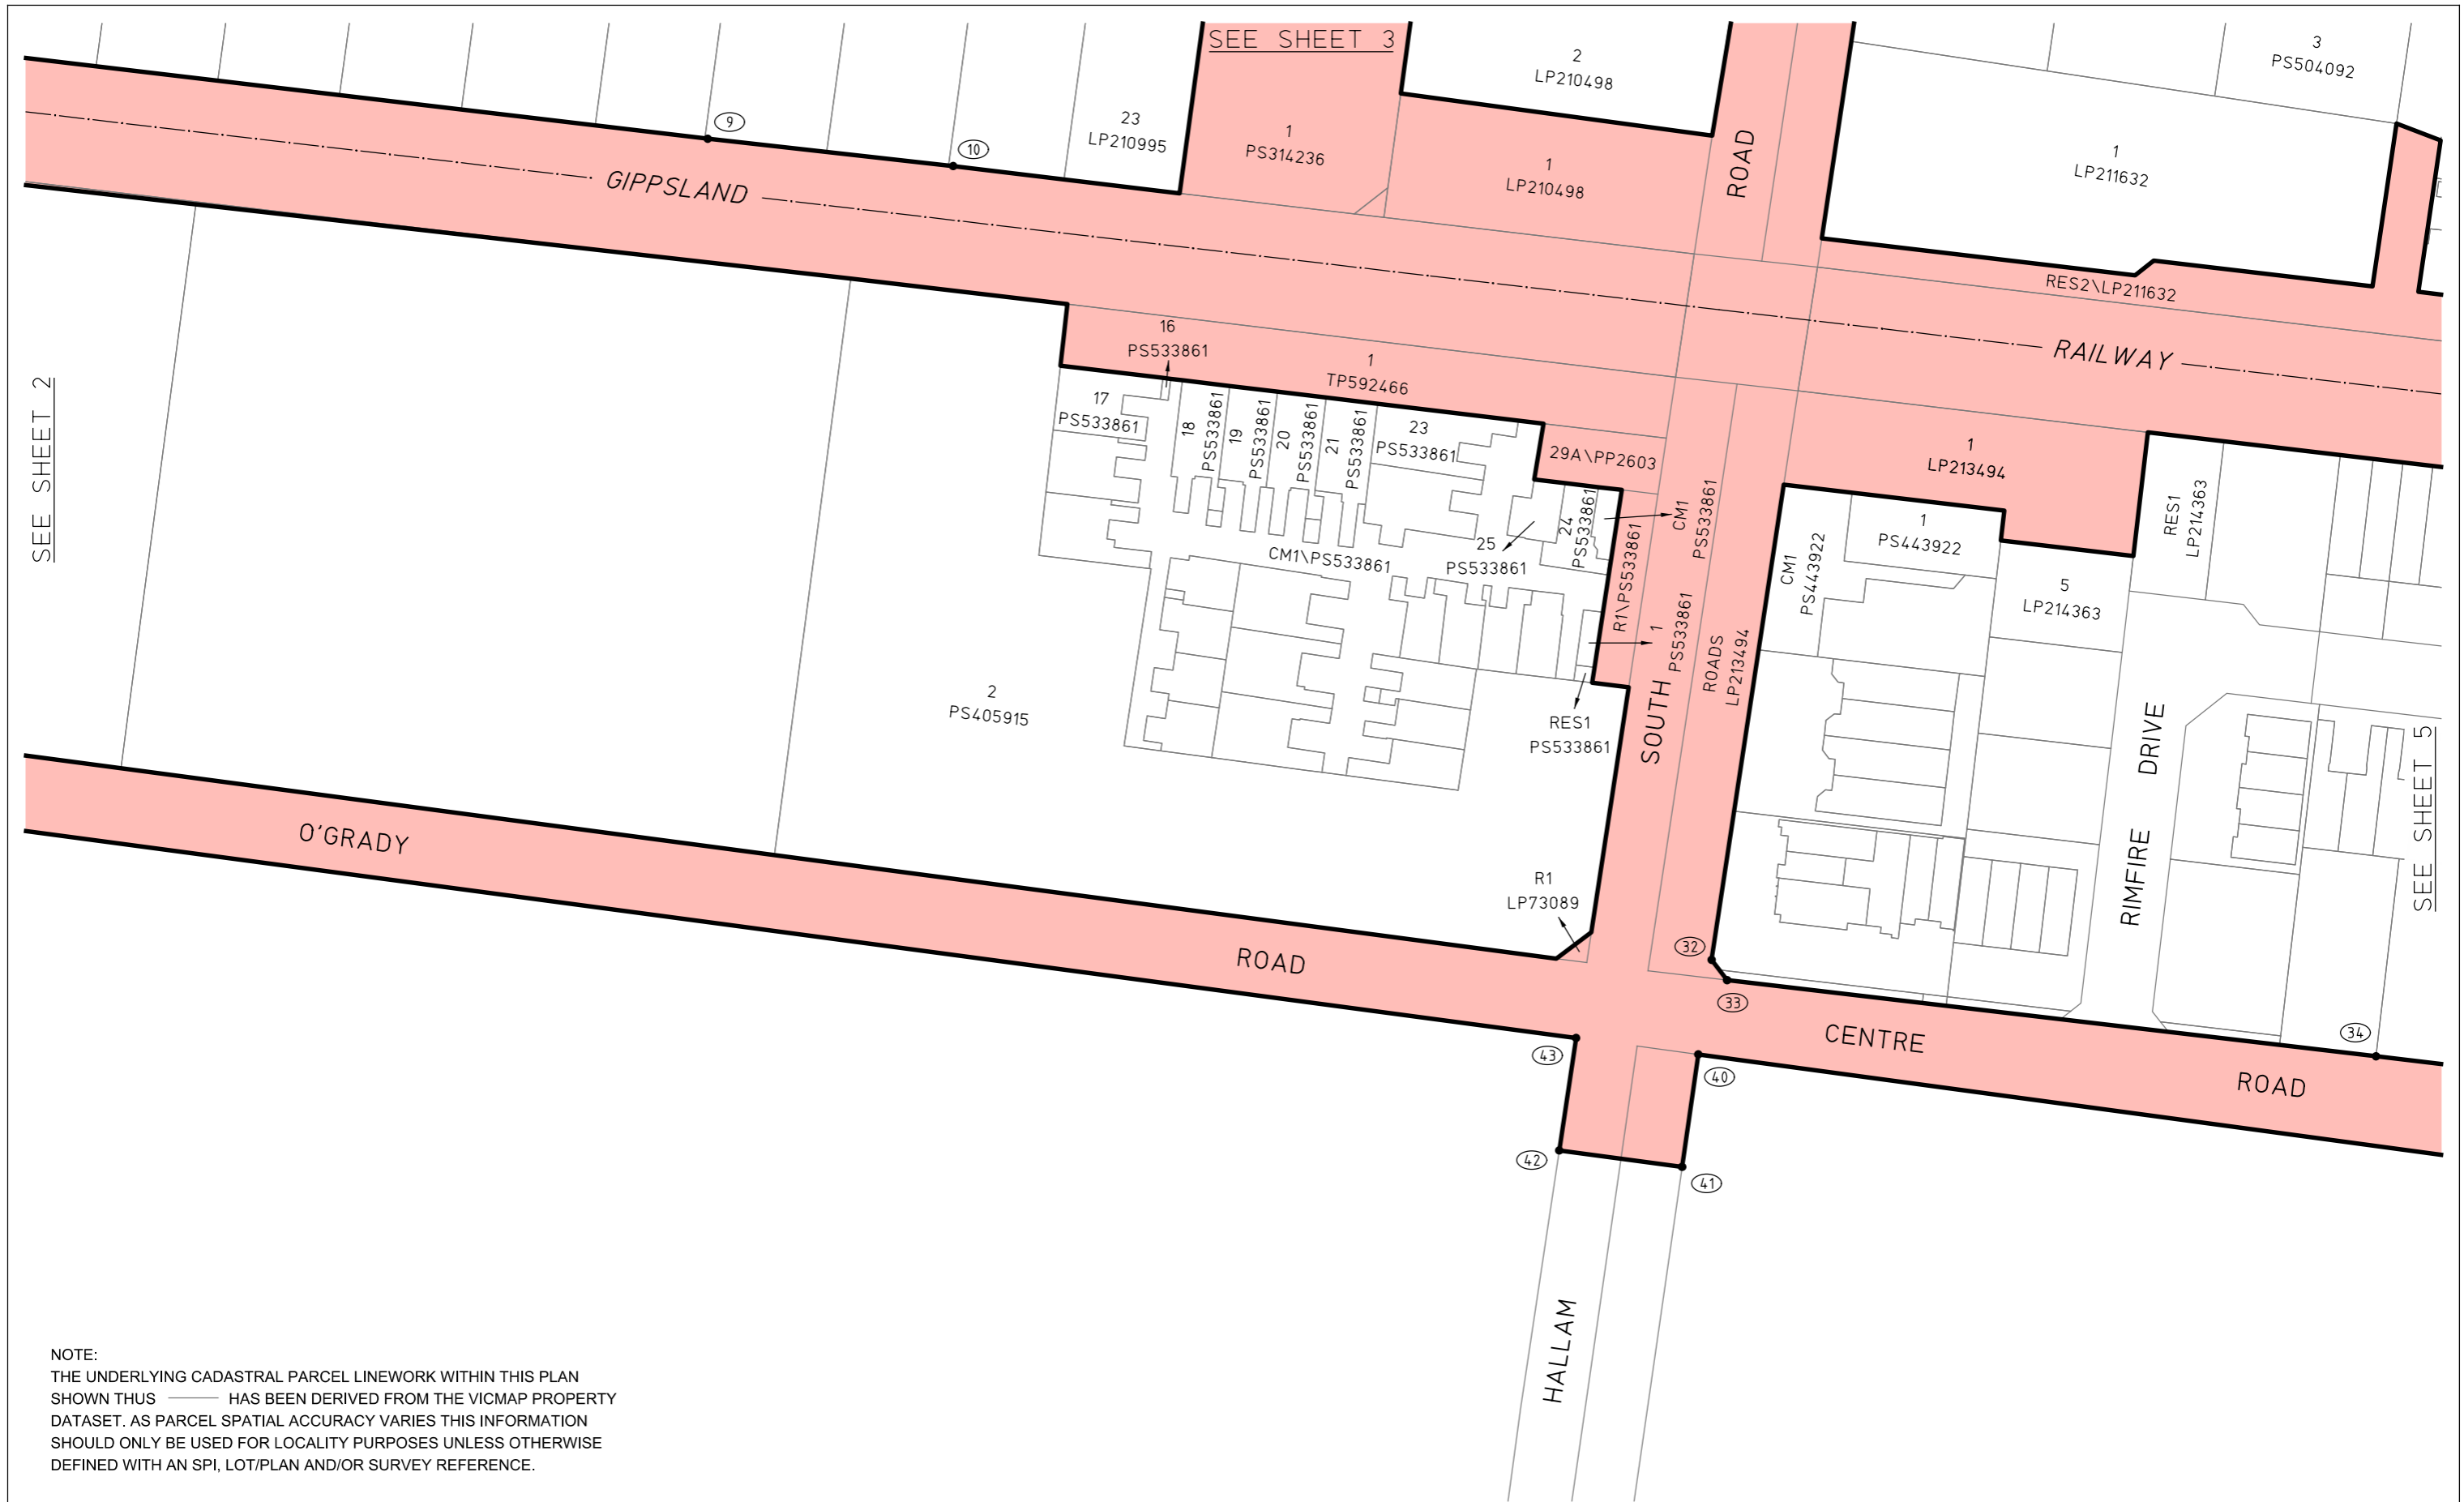 SEE SHEET 3
2
LP210498
3
PS504092
9
10
23
LP210995
1
PS314236
1
LP210498
ROAD
1
LP211632
GIPPSLAND
RES2\LP211632
RAILWAY
SEE SHEET 2
16
PS533861
1
TP592466
17
PS533861
18
PS533861
19
PS533861
20
PS533861
21
PS533861
23
PS533861
29A\PP2603
1
LP213494
RES1
LP214363
24
PS533861
CM1
PS533861
25
PS533861
CM1\PS533861
R1\PS533861
1
PS533861
ROADS
LP213494
SOUTH
CM1
PS443922
1
PS443922
5
LP214363
2
PS405915
RES1
PS533861
RIMFIRE DRIVE
SEE SHEET 5
O'GRADY
ROAD
R1
LP73089
32
33
CENTRE
ROAD
34
43
40
42
41
HALLAM
NOTE:
THE UNDERLYING CADASTRAL PARCEL LINEWORK WITHIN THIS PLAN
SHOWN THUS HAS BEEN DERIVED FROM THE VICMAP PROPERTY
DATASET. AS PARCEL SPATIAL ACCURACY VARIES THIS INFORMATION
SHOULD ONLY BE USED FOR LOCALITY PURPOSES UNLESS OTHERWISE
DEFINED WITH AN SPI, LOT/PLAN AND/OR SURVEY REFERENCE.